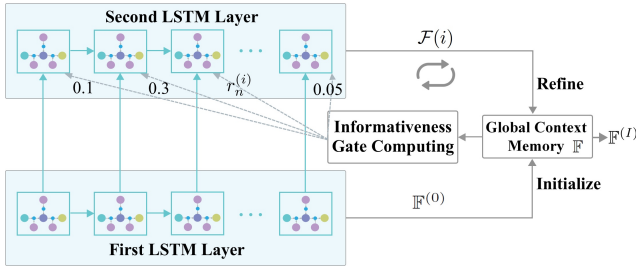 Second LSTM Layer
0.1
0.3
r_n^{(i)}
0.05
\mathcal{F}(i)
Refine
Informativeness
Gate Computing
Global Context
Memory 𝔽
𝔽^{(I)}
Initialize
𝔽^{(0)}
First LSTM Layer